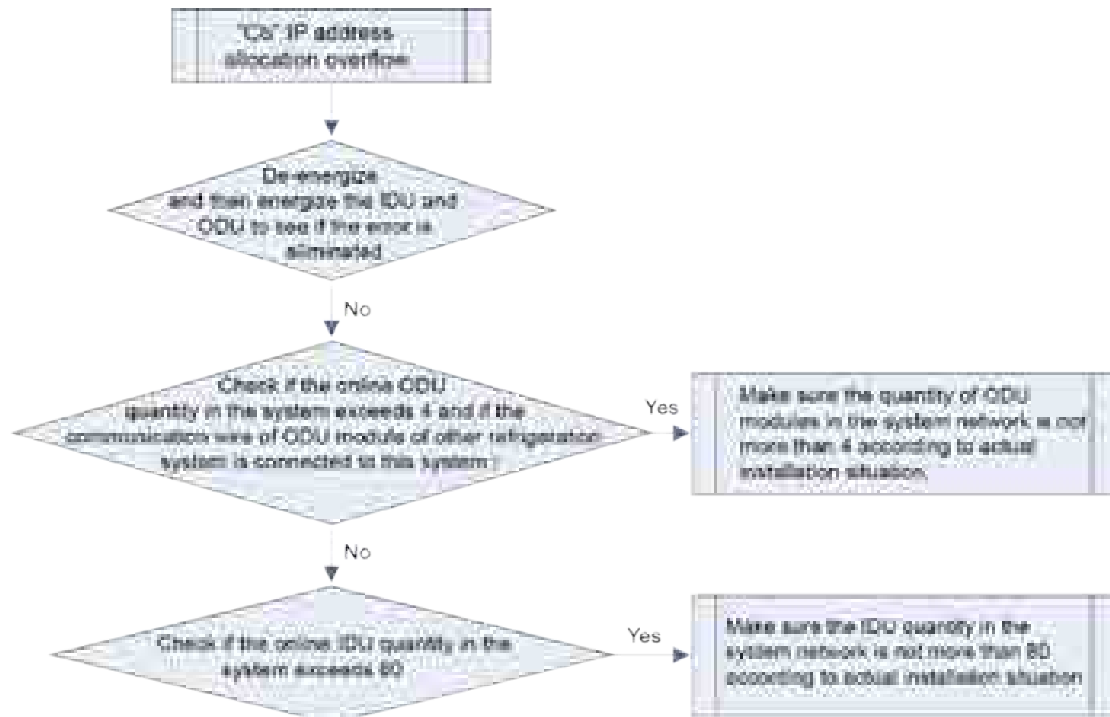 "Cb" IP address
allocation overflow
De-energize
and then energize the IDU and
ODU to see if the error is
eliminated
No
Check if the online ODU
quantity in the system exceeds 4 and if the
communication wire of ODU module of other refrigeration
system is connected to this system
Yes
Make sure the quantity of ODU
modules in the system network is not
more than 4 according to actual
installation situation.
No
Check if the online IDU quantity in the
system exceeds 80
Yes
Make sure the IDU quantity in the
system network is not more than 80
according to actual installation situation